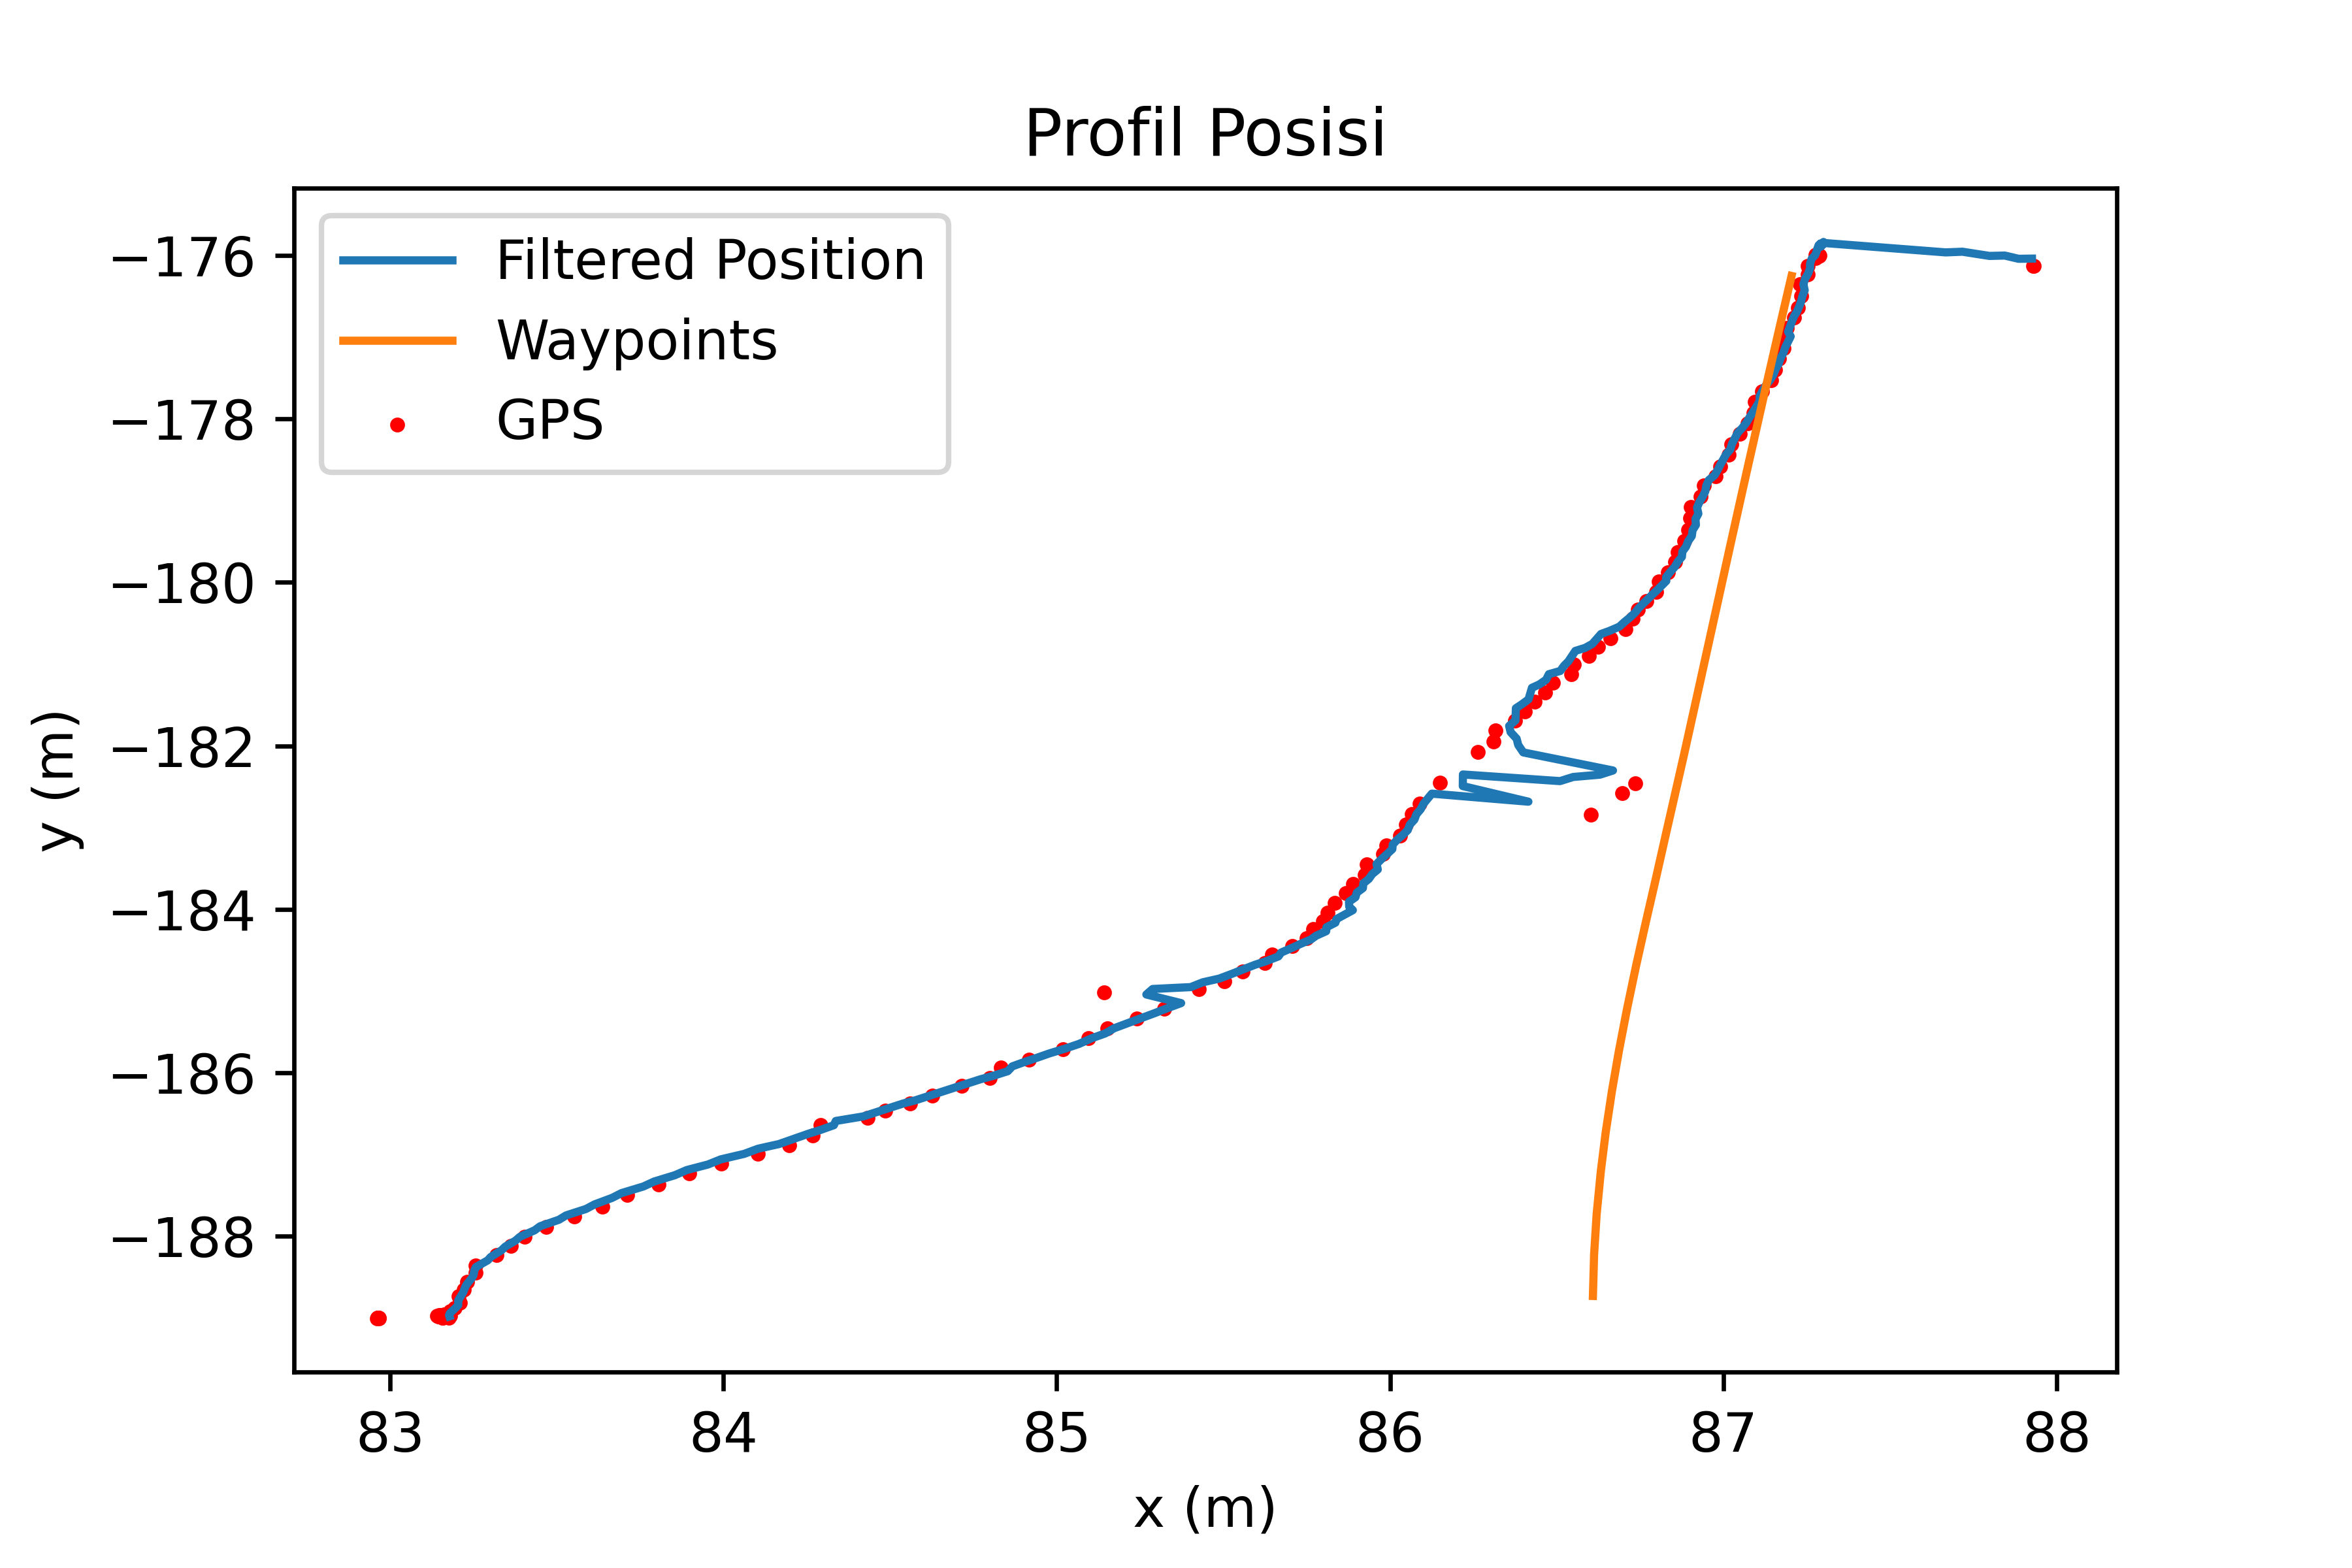 Profil Posisi
Filtered Position
Waypoints
GPS
y (m)
−176
−178
−180
−182
−184
−186
−188
83 84 85 86 87 88
x (m)